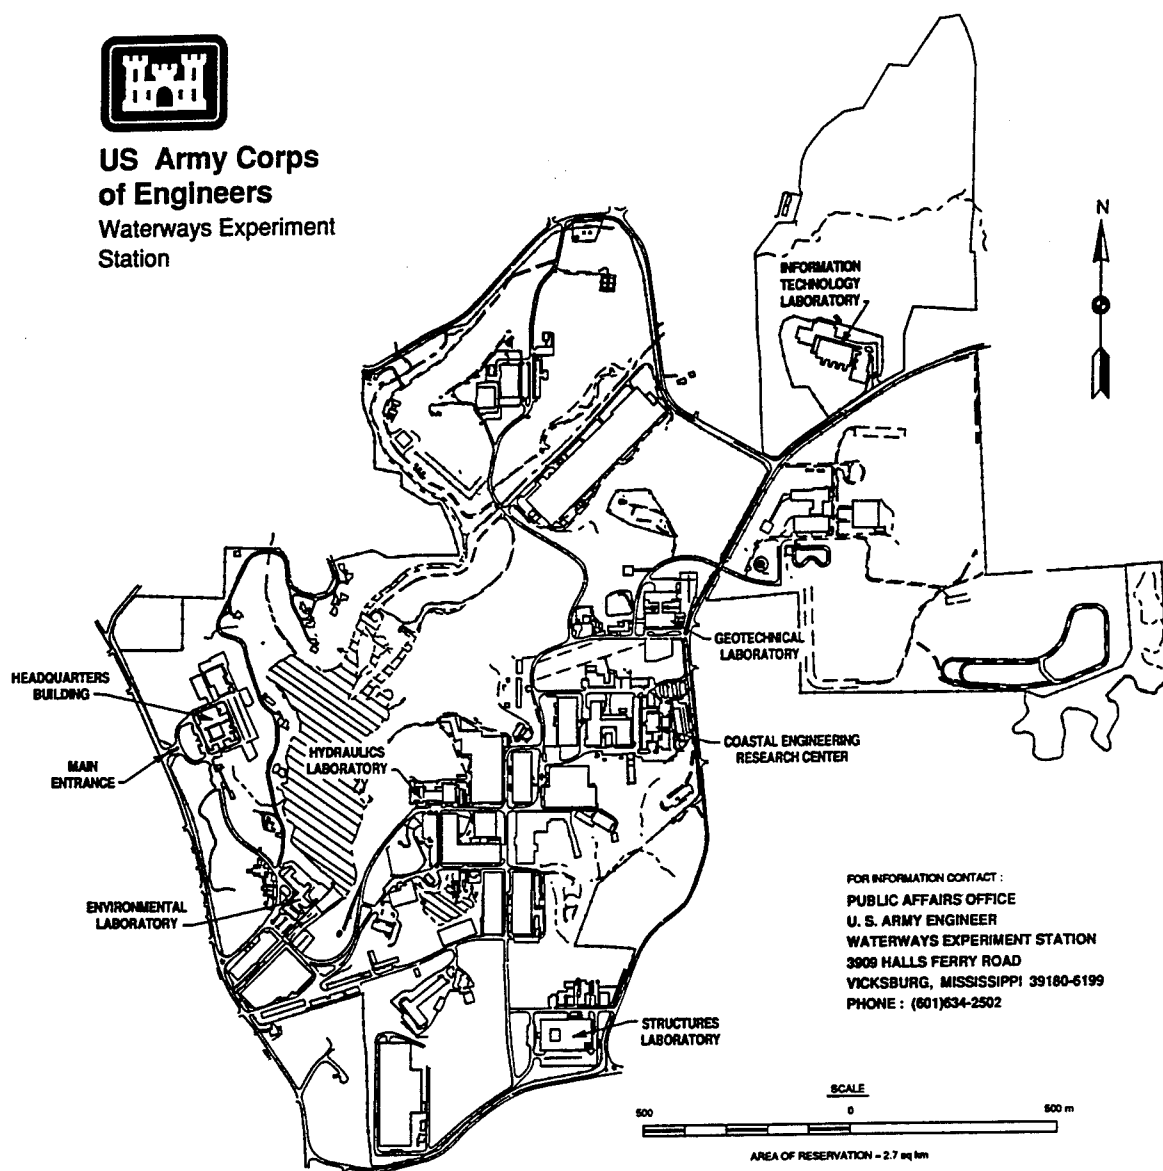 US Army Corps
of Engineers
Waterways Experiment
Station
N
INFORMATION
TECHNOLOGY
LABORATORY
GEOTECHNICAL
LABORATORY
HEADQUARTERS
BUILDING
MAIN
ENTRANCE
HYDRAULICS
LABORATORY
COASTAL ENGINEERING
RESEARCH CENTER
ENVIRONMENTAL
LABORATORY
FOR INFORMATION CONTACT :
PUBLIC AFFAIRS OFFICE
U. S. ARMY ENGINEER
WATERWAYS EXPERIMENT STATION
3909 HALLS FERRY ROAD
VICKSBURG, MISSISSIPPI 39180-6199
PHONE : (601)634-2502
STRUCTURES
LABORATORY
SCALE
500 0 500 m
AREA OF RESERVATION = 2.7 sq km